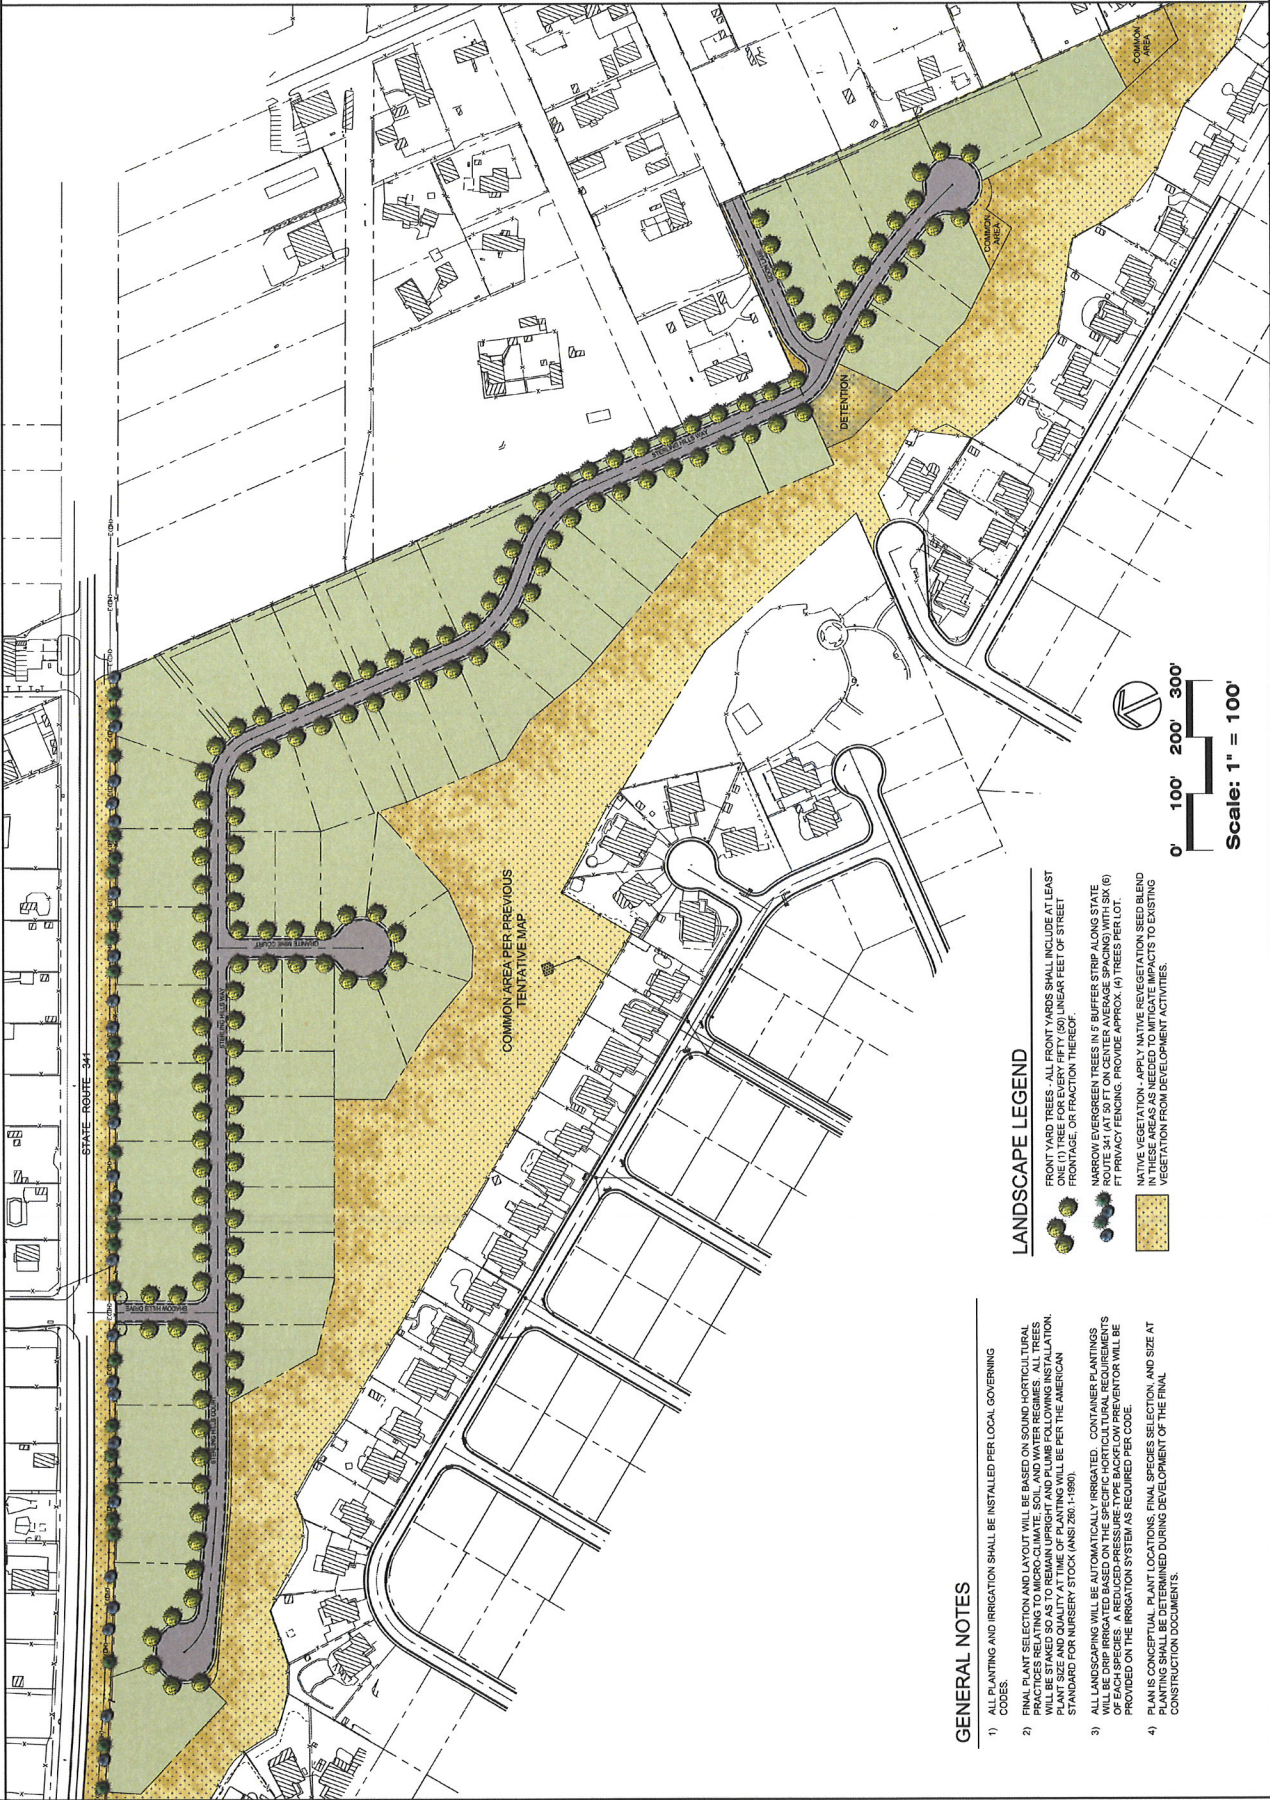 STATE ROUTE 341
SHADOW HILLS DRIVE
STERLING HILLS COURT
STERLING HILLS WAY
GRANITE MINE COURT
STERLING HILLS WAY
COMMON AREA PER PREVIOUS
TENTATIVE MAP
DETENTION
COMMON
AREA
COMMON
AREA
GENERAL NOTES
1) ALL PLANTING AND IRRIGATION SHALL BE INSTALLED PER LOCAL GOVERNING
CODES.
2) FINAL PLANT SELECTION AND LAYOUT WILL BE BASED ON SOUND HORTICULTURAL
PRACTICES RELATING TO MICRO-CLIMATE, SOIL, AND WATER REGIMES. ALL TREES
WILL BE STAKED SO AS TO REMAIN UPRIGHT AND PLUMB FOLLOWING INSTALLATION.
PLANT SIZE AND QUALITY AT TIME OF PLANTING WILL BE PER THE AMERICAN
STANDARD FOR NURSERY STOCK (ANSI Z60.1-1990).
3) ALL LANDSCAPING WILL BE AUTOMATICALLY IRRIGATED. CONTAINER PLANTINGS
WILL BE DRIP IRRIGATED BASED ON THE SPECIFIC HORTICULTURAL REQUIREMENTS
OF EACH SPECIES. A REDUCED-PRESSURE-TYPE BACKFLOW PREVENTOR WILL BE
PROVIDED ON THE IRRIGATION SYSTEM AS REQUIRED PER CODE.
4) PLAN IS CONCEPTUAL. PLANT LOCATIONS, FINAL SPECIES SELECTION, AND SIZE AT
PLANTING SHALL BE DETERMINED DURING DEVELOPMENT OF THE FINAL
CONSTRUCTION DOCUMENTS.
LANDSCAPE LEGEND
FRONT YARD TREES - ALL FRONT YARDS SHALL INCLUDE AT LEAST
ONE (1) TREE FOR EVERY FIFTY (50) LINEAR FEET OF STREET
FRONTAGE, OR FRACTION THEREOF.
NARROW EVERGREEN TREES IN 5' BUFFER STRIP ALONG STATE
ROUTE 341 (AT 50 FT ON CENTER AVERAGE SPACING) WITH SIX (6)
FT PRIVACY FENCING. PROVIDE APPROX. (4) TREES PER LOT.
NATIVE VEGETATION - APPLY NATIVE REVEGETATION SEED BLEND
IN THESE AREAS AS NEEDED TO MITIGATE IMPACTS TO EXISTING
VEGETATION FROM DEVELOPMENT ACTIVITIES.
0' 100' 200' 300'
Scale: 1" = 100'